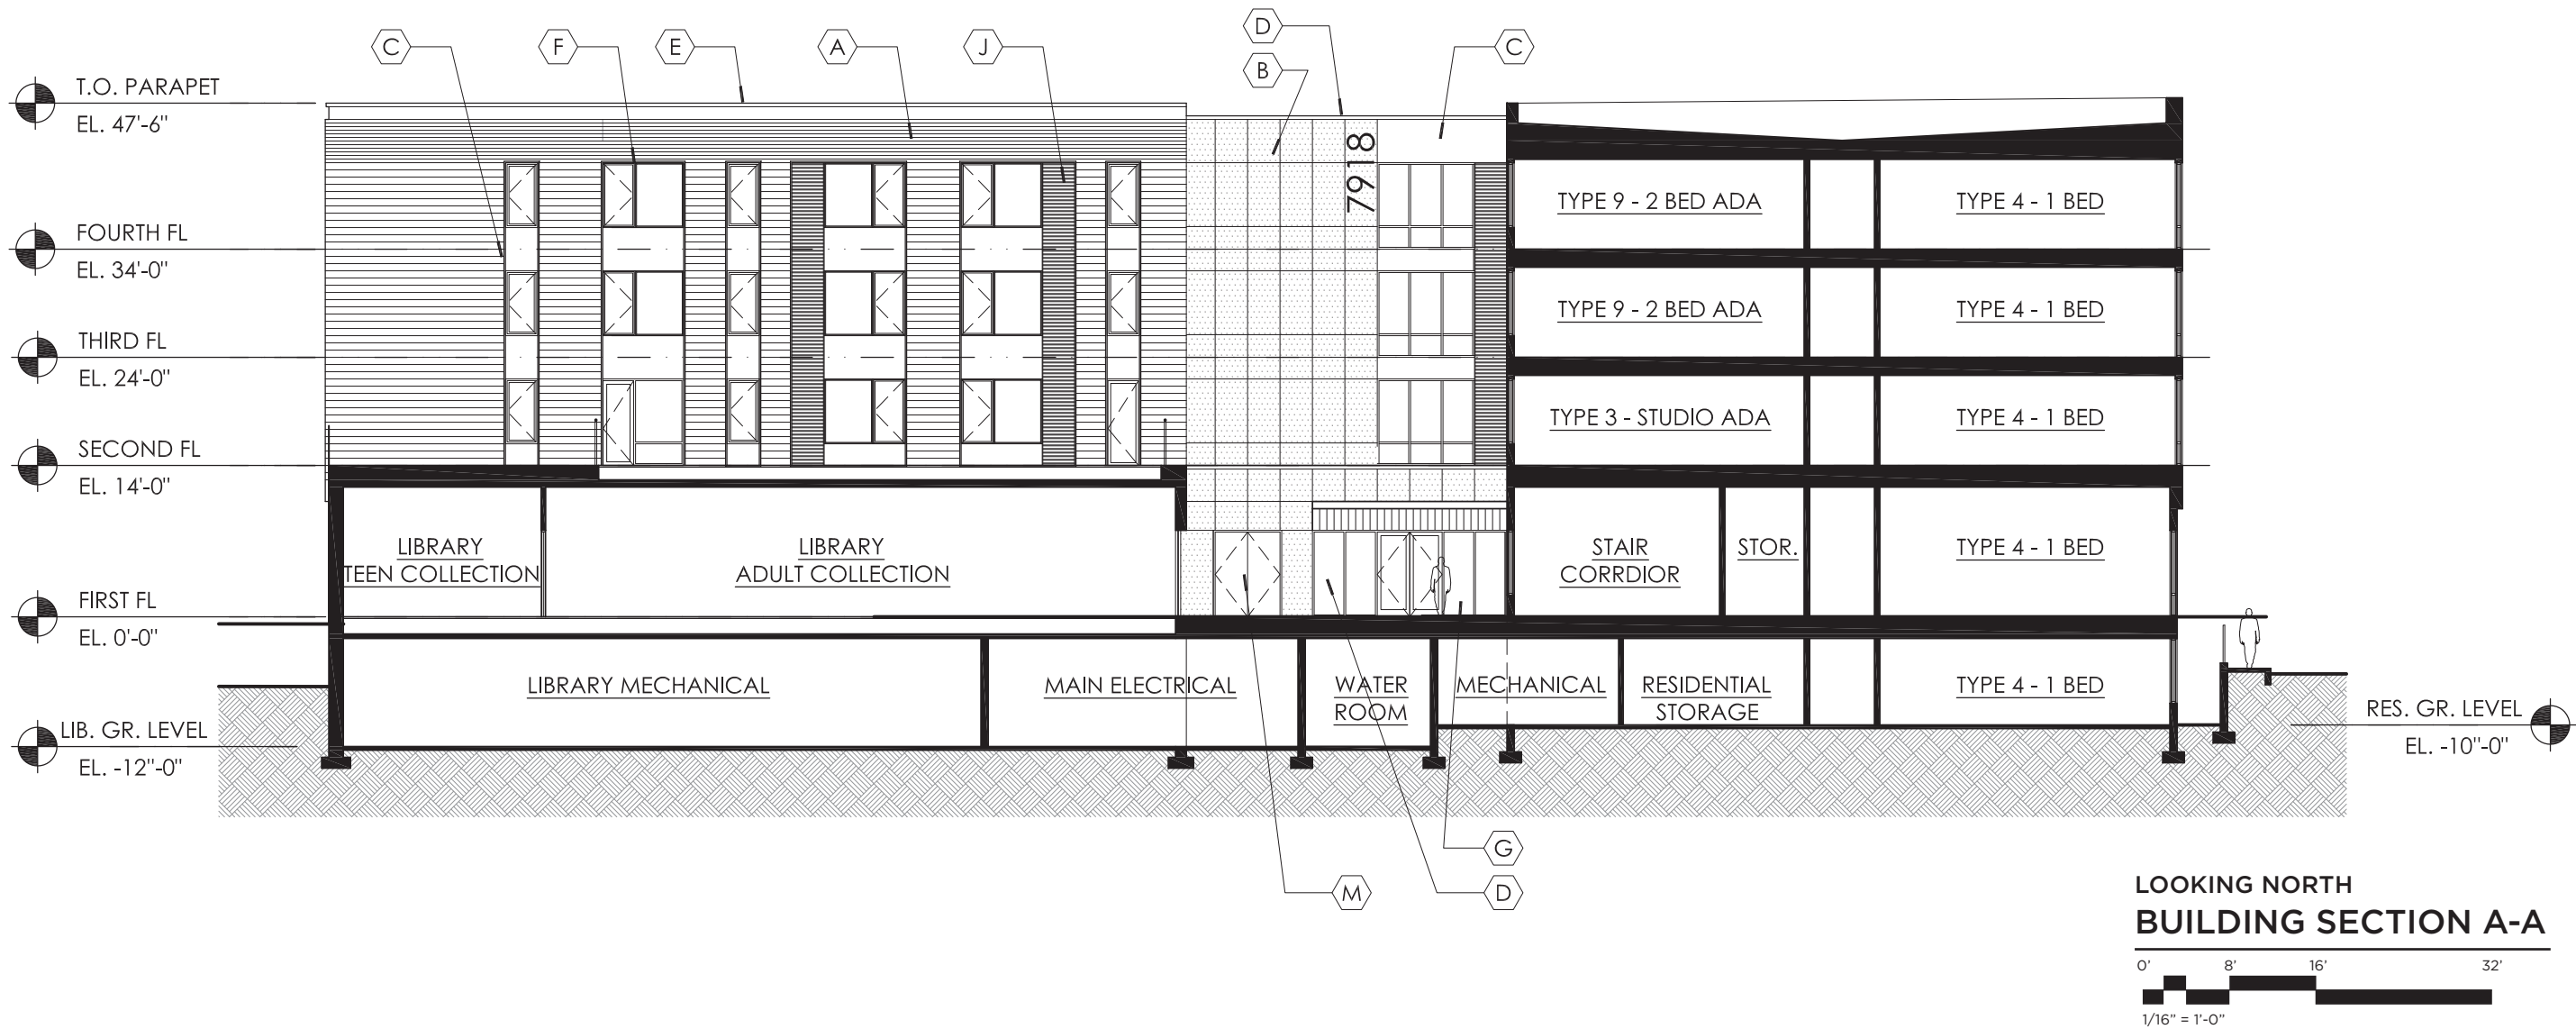 D
C
F
E
A
J
C
B
T.O. PARAPET
EL. 47'-6"
7918
FOURTH FL
EL. 34'-0"
TYPE 9 - 2 BED ADA
TYPE 4 - 1 BED
THIRD FL
EL. 24'-0"
TYPE 9 - 2 BED ADA
TYPE 4 - 1 BED
SECOND FL
EL. 14'-0"
TYPE 3 - STUDIO ADA
TYPE 4 - 1 BED
FIRST FL
EL. 0'-0"
LIBRARY
TEEN COLLECTION
LIBRARY
ADULT COLLECTION
STAIR
CORRDIOR
STOR.
TYPE 4 - 1 BED
LIB. GR. LEVEL
EL. -12"-0"
LIBRARY MECHANICAL
MAIN ELECTRICAL
WATER
ROOM
MECHANICAL
RESIDENTIAL
STORAGE
TYPE 4 - 1 BED
RES. GR. LEVEL
EL. -10"-0"
G
M
D
LOOKING NORTH
BUILDING SECTION A-A
0' 8' 16' 32'
1/16" = 1'-0"